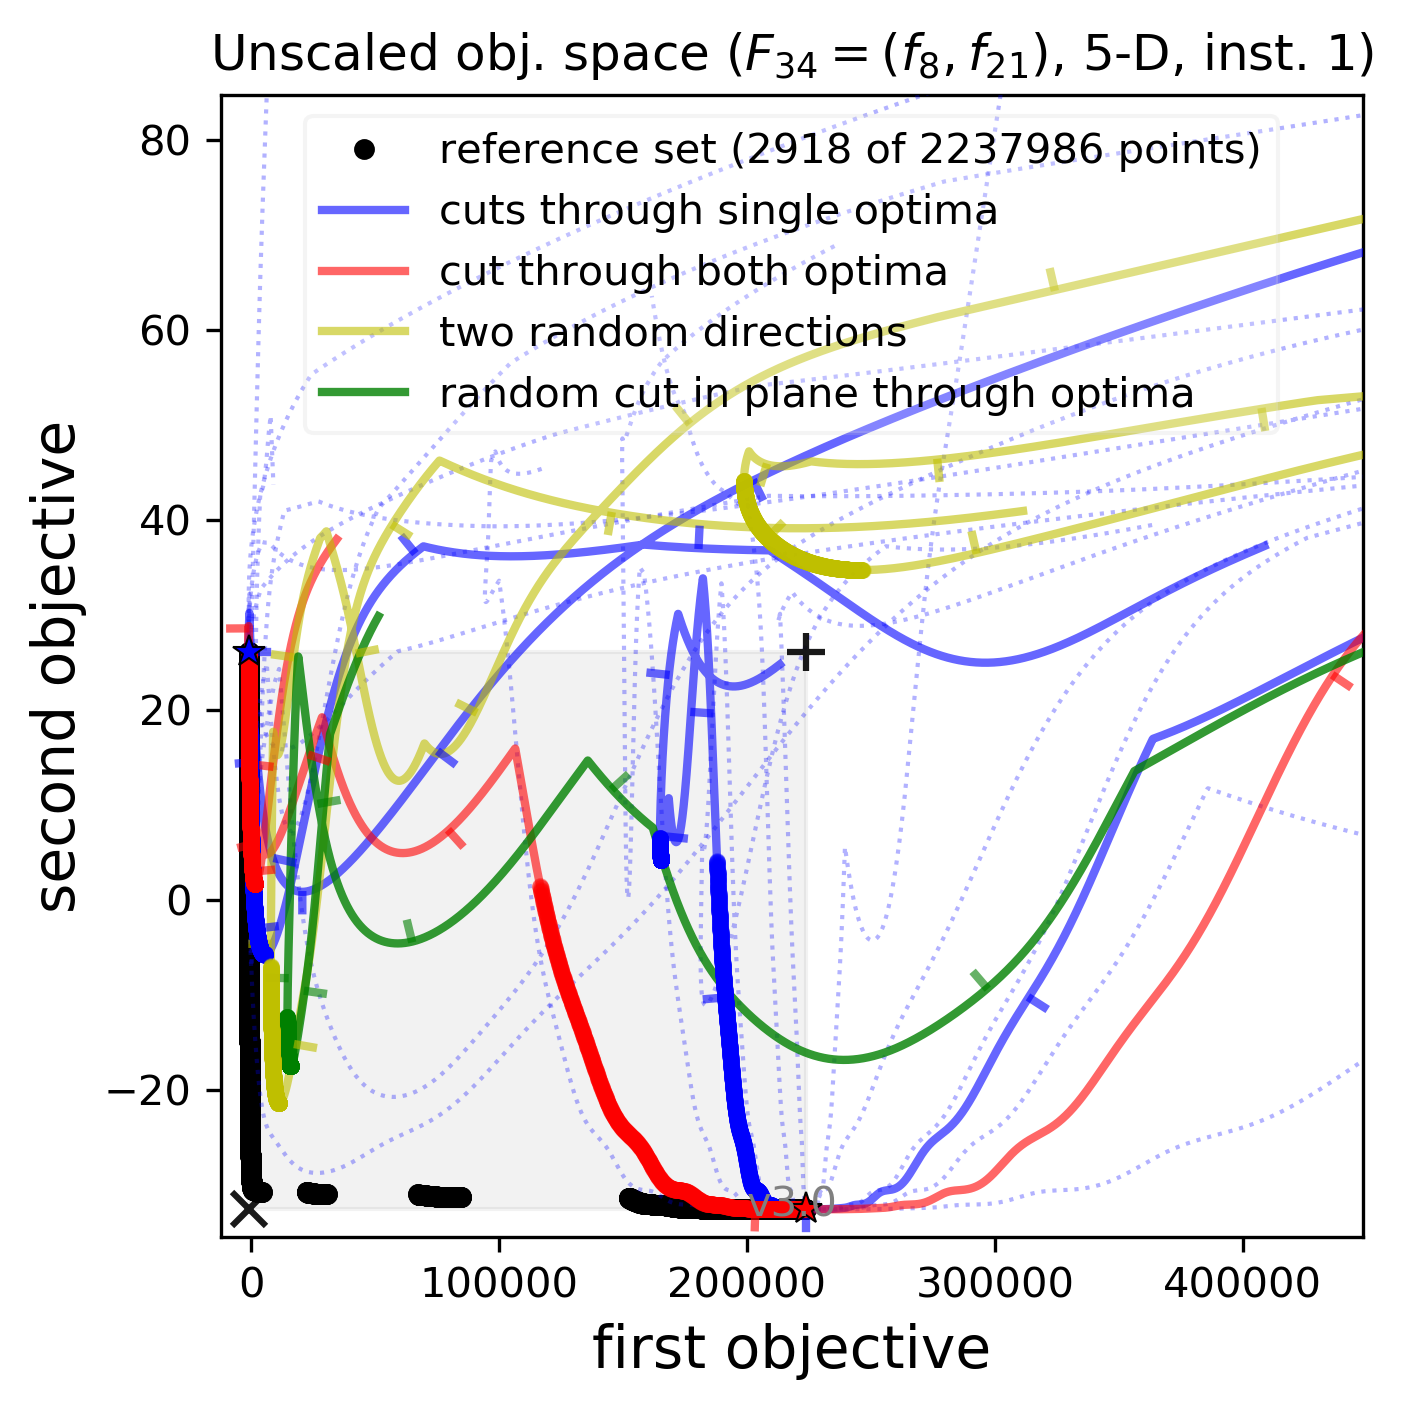 Unscaled obj. space (F₃₄ = (f₈, f₂₁), 5-D, inst. 1)
reference set (2918 of 2237986 points)
cuts through single optima
cut through both optima
two random directions
random cut in plane through optima
80
60
40
20
0
−20
second objective
v3.0
0 100000 200000 300000 400000
first objective